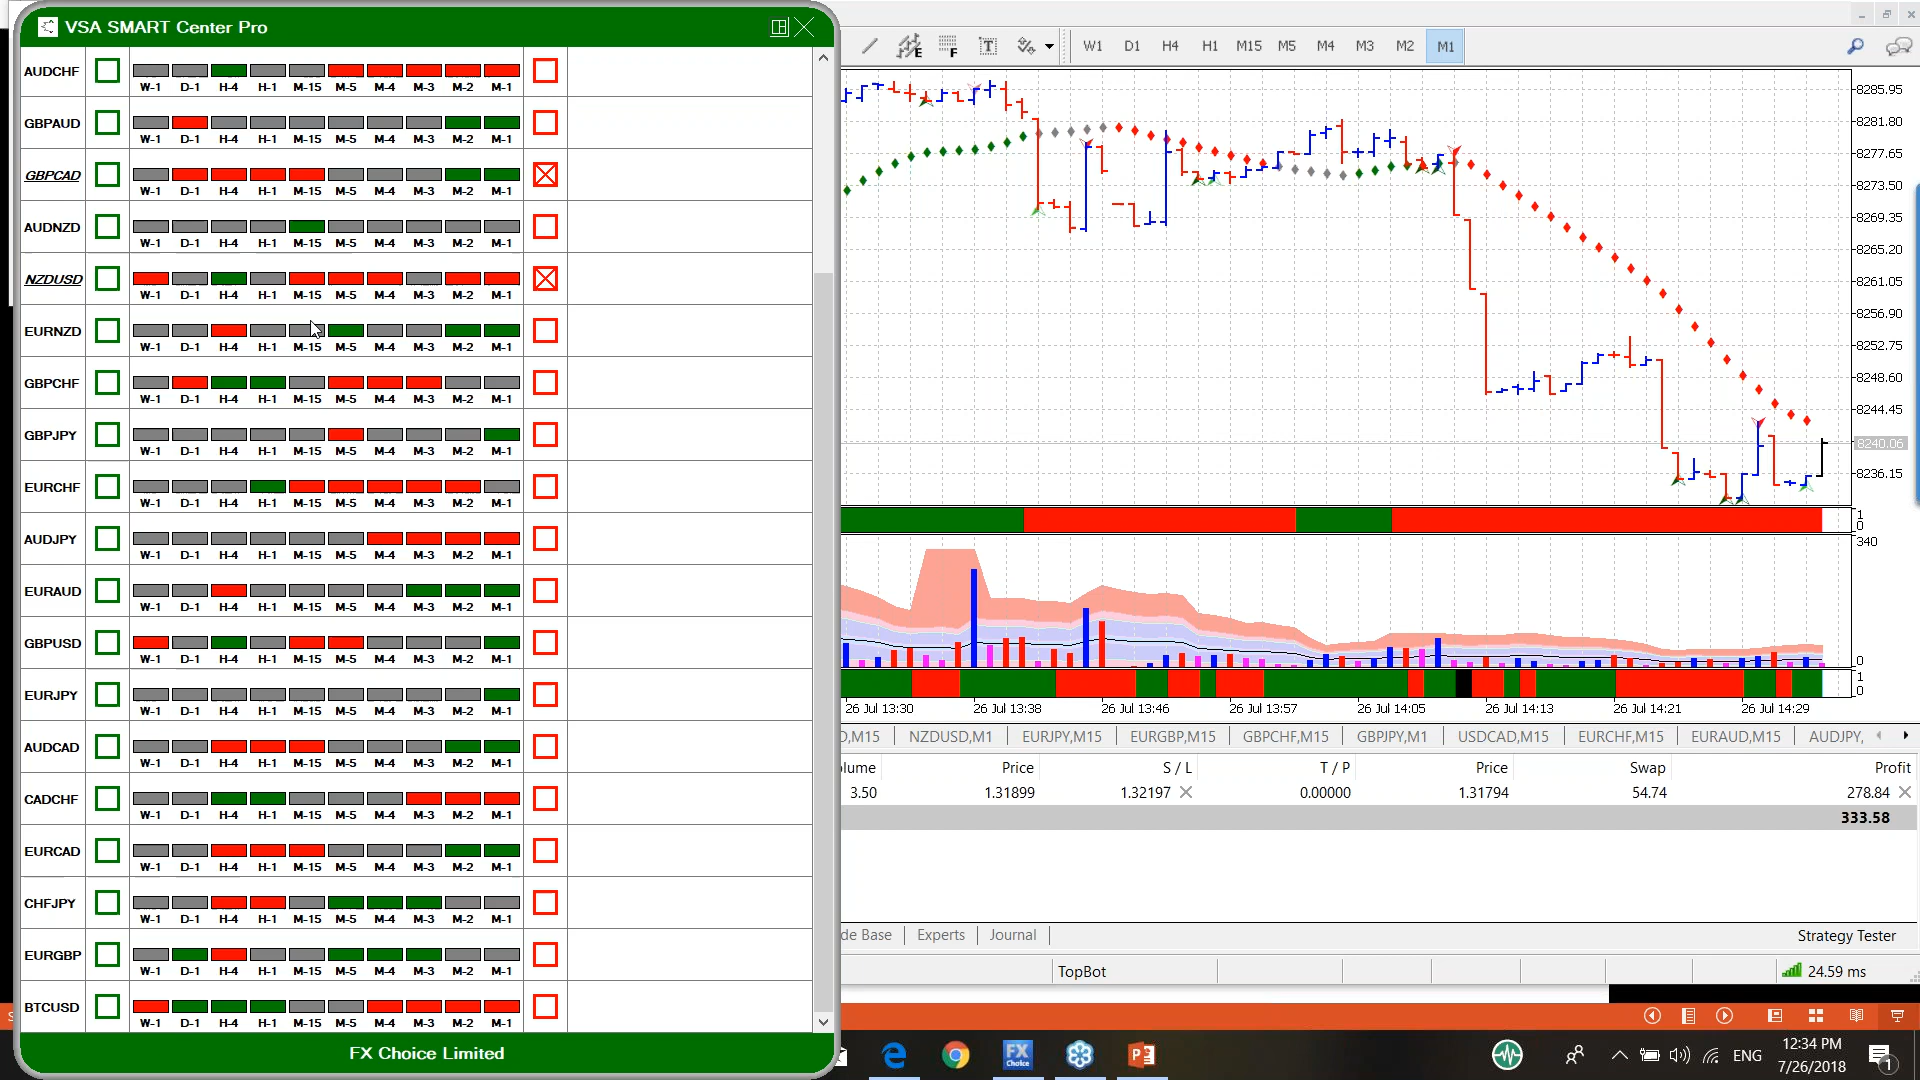 VSA SMART Center Pro
AUDCHF
W-1 D-1 H-4 H-1 M-15 M-5 M-4 M-3 M-2 M-1
GBPAUD
W-1 D-1 H-4 H-1 M-15 M-5 M-4 M-3 M-2 M-1
GBPCAD
W-1 D-1 H-4 H-1 M-15 M-5 M-4 M-3 M-2 M-1
AUDNZD
W-1 D-1 H-4 H-1 M-15 M-5 M-4 M-3 M-2 M-1
NZDUSD
W-1 D-1 H-4 H-1 M-15 M-5 M-4 M-3 M-2 M-1
EURNZD
W-1 D-1 H-4 H-1 M-15 M-5 M-4 M-3 M-2 M-1
GBPCHF
W-1 D-1 H-4 H-1 M-15 M-5 M-4 M-3 M-2 M-1
GBPJPY
W-1 D-1 H-4 H-1 M-15 M-5 M-4 M-3 M-2 M-1
EURCHF
W-1 D-1 H-4 H-1 M-15 M-5 M-4 M-3 M-2 M-1
AUDJPY
W-1 D-1 H-4 H-1 M-15 M-5 M-4 M-3 M-2 M-1
EURAUD
W-1 D-1 H-4 H-1 M-15 M-5 M-4 M-3 M-2 M-1
GBPUSD
W-1 D-1 H-4 H-1 M-15 M-5 M-4 M-3 M-2 M-1
EURJPY
W-1 D-1 H-4 H-1 M-15 M-5 M-4 M-3 M-2 M-1
AUDCAD
W-1 D-1 H-4 H-1 M-15 M-5 M-4 M-3 M-2 M-1
CADCHF
W-1 D-1 H-4 H-1 M-15 M-5 M-4 M-3 M-2 M-1
EURCAD
W-1 D-1 H-4 H-1 M-15 M-5 M-4 M-3 M-2 M-1
CHFJPY
W-1 D-1 H-4 H-1 M-15 M-5 M-4 M-3 M-2 M-1
EURGBP
W-1 D-1 H-4 H-1 M-15 M-5 M-4 M-3 M-2 M-1
BTCUSD
W-1 D-1 H-4 H-1 M-15 M-5 M-4 M-3 M-2 M-1
FX Choice Limited
E F T W1 D1 H4 H1 M15 M5 M4 M3 M2 M1
8285.95
8281.80
8277.65
8273.50
8269.35
8265.20
8261.05
8256.90
8252.75
8248.60
8244.45
8240.06
8236.15
1
0
340
0
1
0
26 Jul 13:30 26 Jul 13:38 26 Jul 13:46 26 Jul 13:57 26 Jul 14:05 26 Jul 14:13 26 Jul 14:21 26 Jul 14:29
D,M15 NZDUSD,M1 EURJPY,M15 EURGBP,M15 GBPCHF,M15 GBPJPY,M1 USDCAD,M15 EURCHF,M15 EURAUD,M15 AUDJPY,
lume Price S / L T / P Price Swap Profit
3.50 1.31899 1.32197 0.00000 1.31794 54.74 278.84
333.58
de Base Experts Journal Strategy Tester
TopBot 24.59 ms
FX Choice ENG 12:34 PM
7/26/2018 1